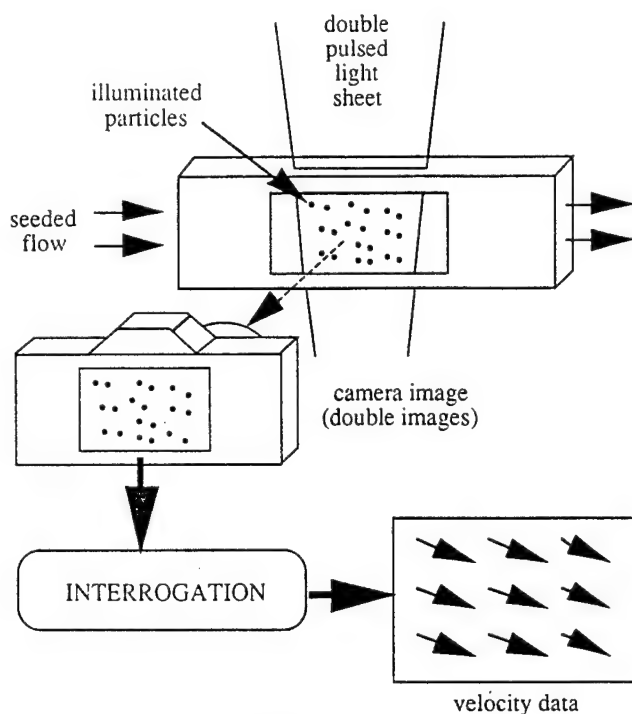 double
pulsed
light
sheet
illuminated
particles
seeded
flow
camera image
(double images)
INTERROGATION
velocity data